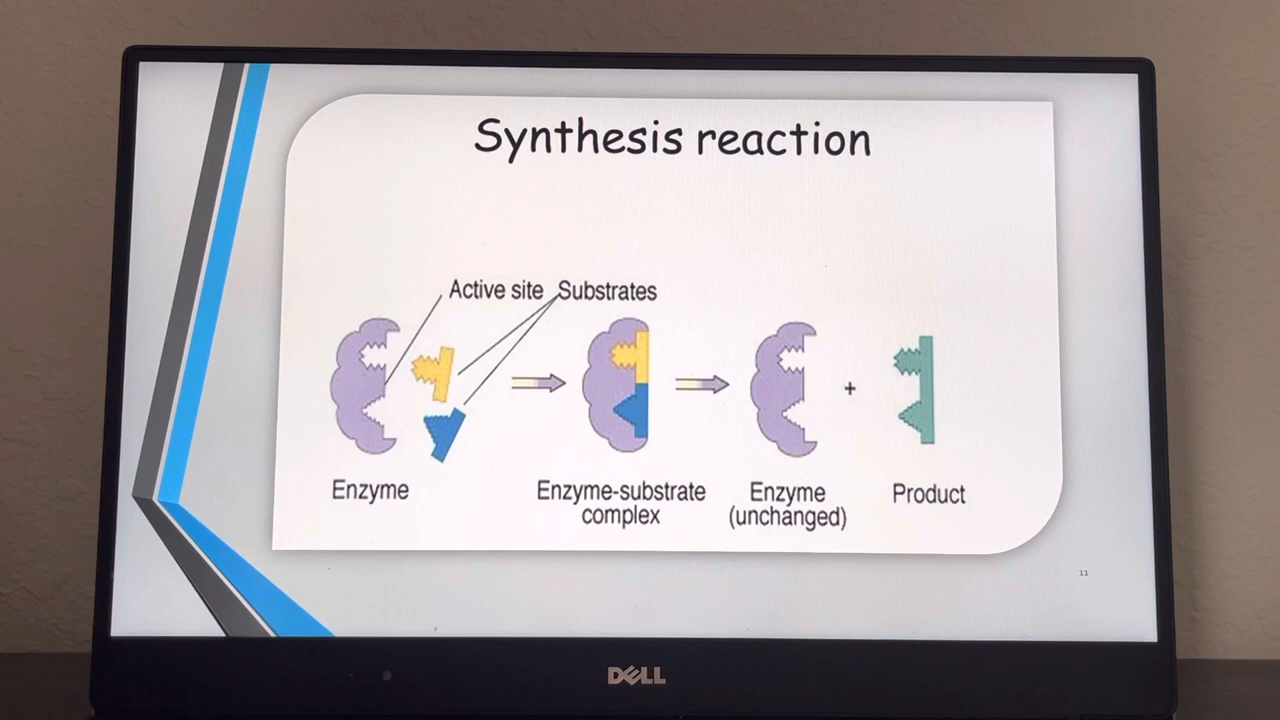 Synthesis reaction
Active site
Substrates
+
Enzyme
Enzyme-substrate
complex
Enzyme
(unchanged)
Product
11
DELL